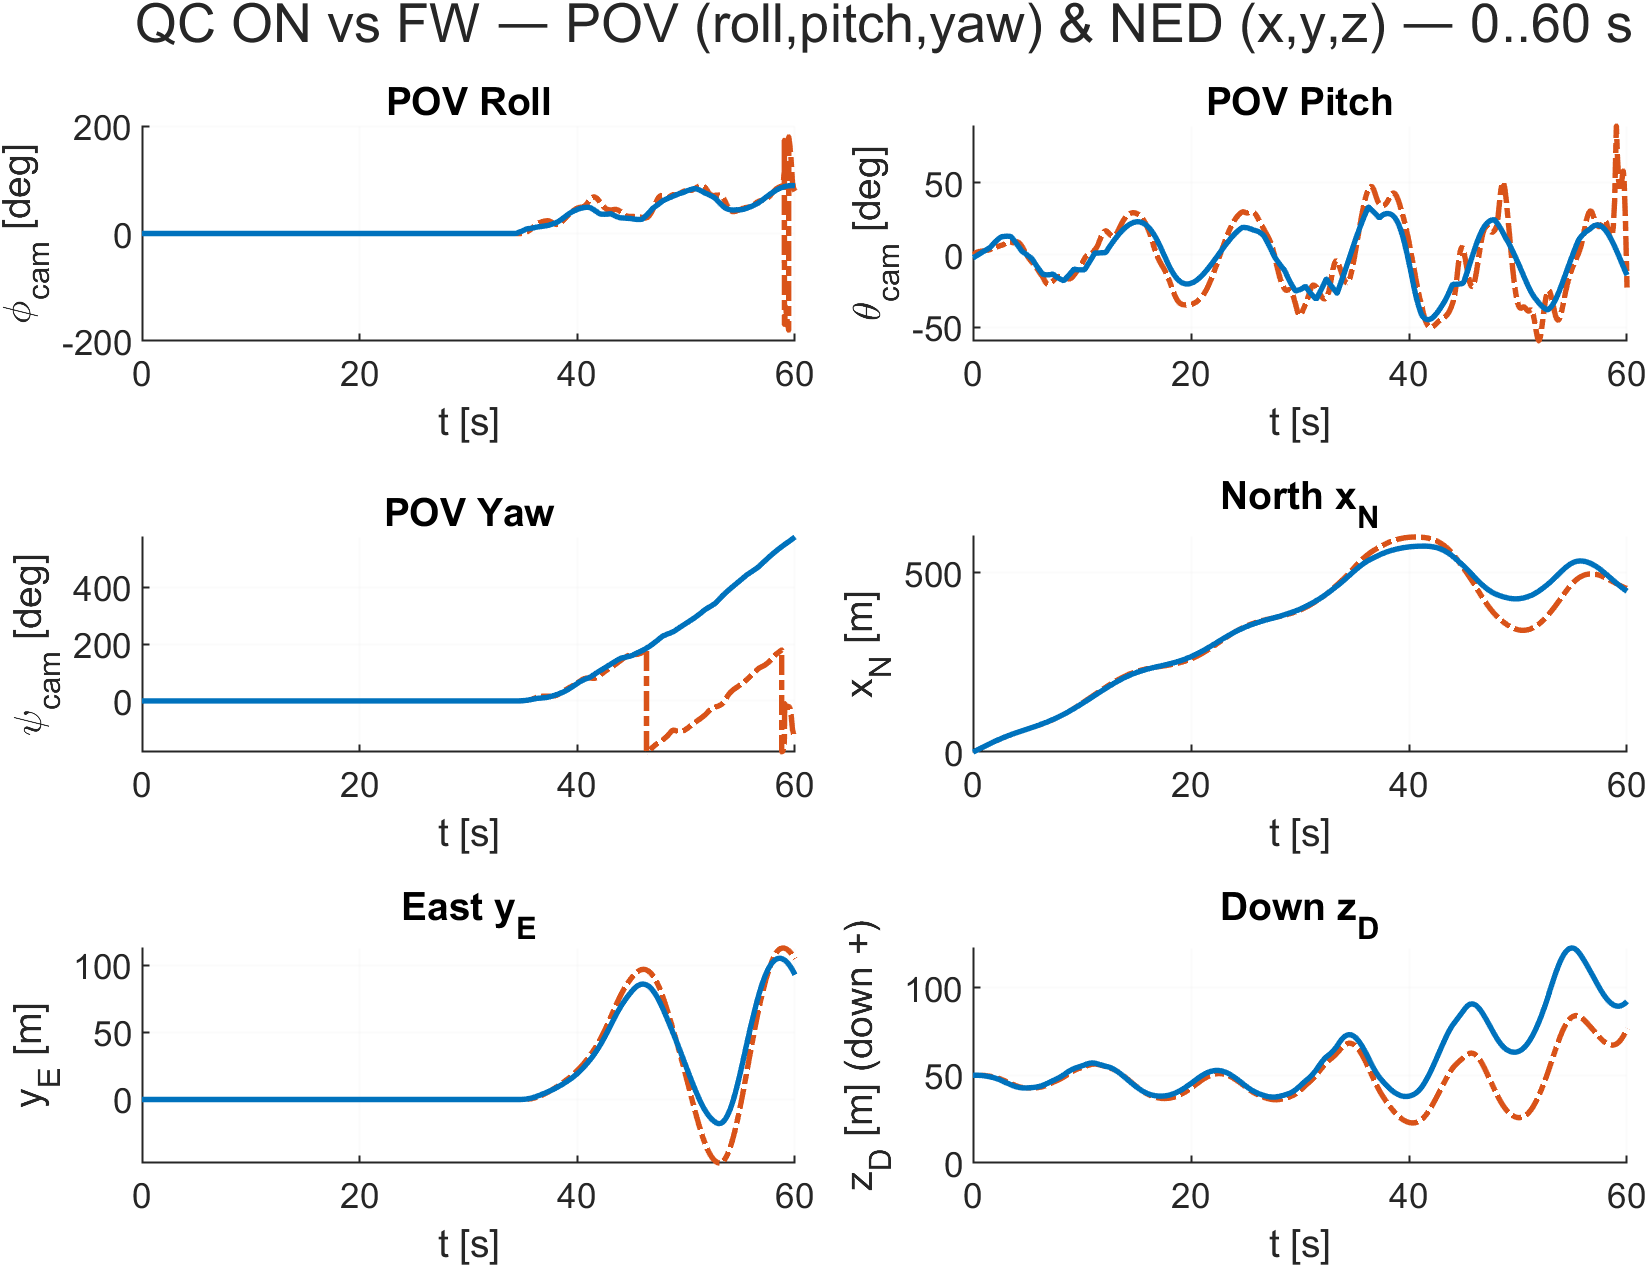 QC ON vs FW — POV (roll,pitch,yaw) & NED (x,y,z) — 0..60 s
POV Roll
ϕcam [deg]
200
0
-200
0 20 40 60
t [s]
POV Pitch
θcam [deg]
50
0
-50
0 20 40 60
t [s]
POV Yaw
ψcam [deg]
400
200
0
0 20 40 60
t [s]
North xN
xN [m]
500
0
0 20 40 60
t [s]
East yE
yE [m]
100
50
0
0 20 40 60
t [s]
Down zD
zD [m] (down +)
100
50
0
0 20 40 60
t [s]